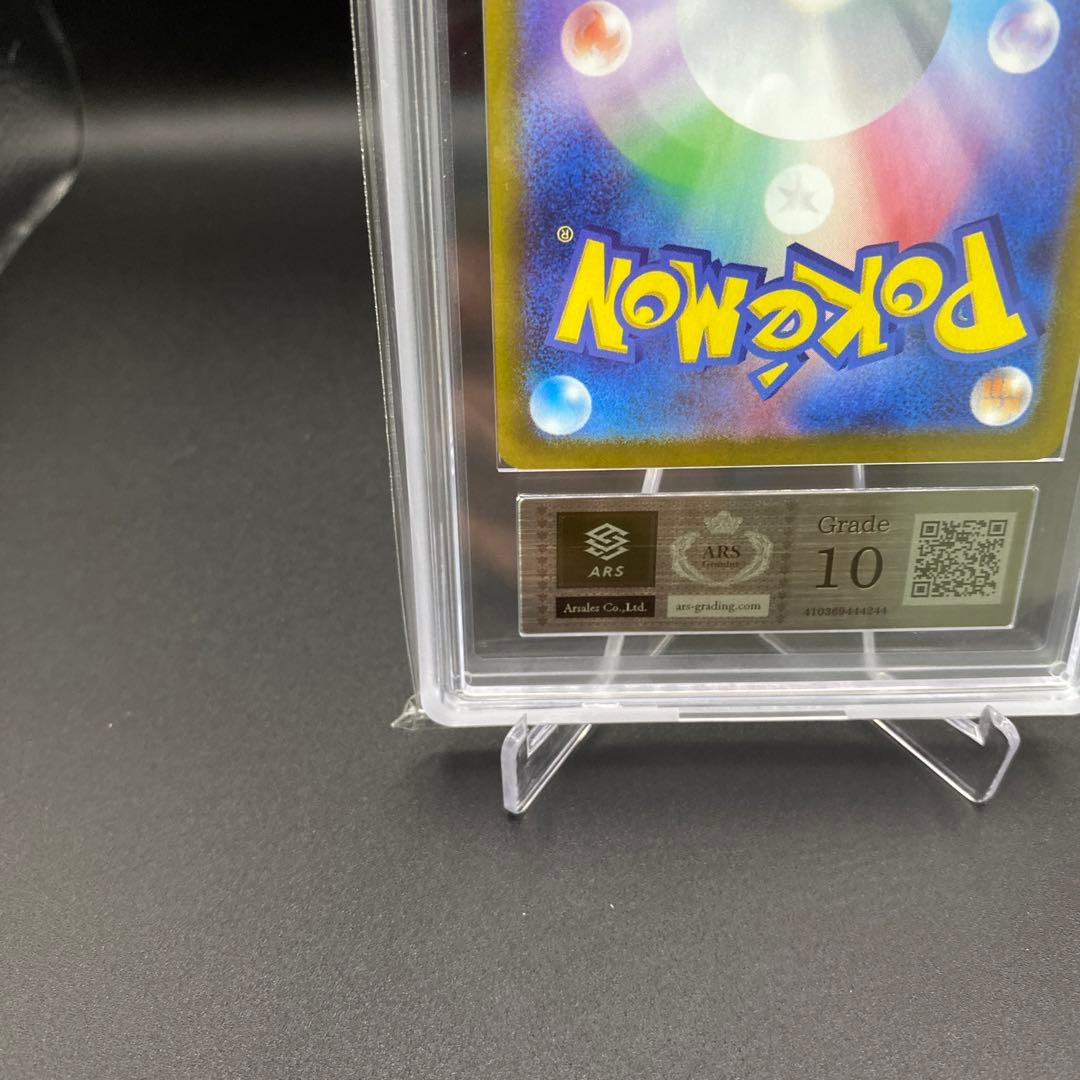 POKéMON
®
ARS
Arsales Co.,Ltd.
ARS
Grading
ars-grading.com
Grade
10
410369444244